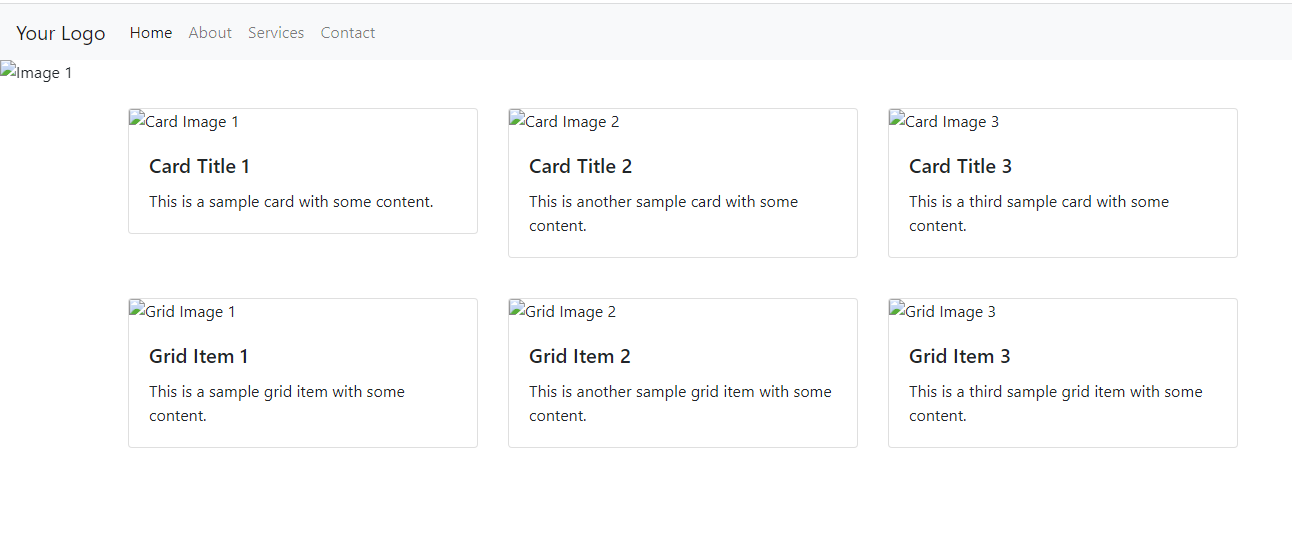 Your Logo Home About Services Contact
Image 1
Card Image 1
Card Title 1
This is a sample card with some content.
Card Image 2
Card Title 2
This is another sample card with some
content.
Card Image 3
Card Title 3
This is a third sample card with some
content.
Grid Image 1
Grid Item 1
This is a sample grid item with some
content.
Grid Image 2
Grid Item 2
This is another sample grid item with some
content.
Grid Image 3
Grid Item 3
This is a third sample grid item with some
content.